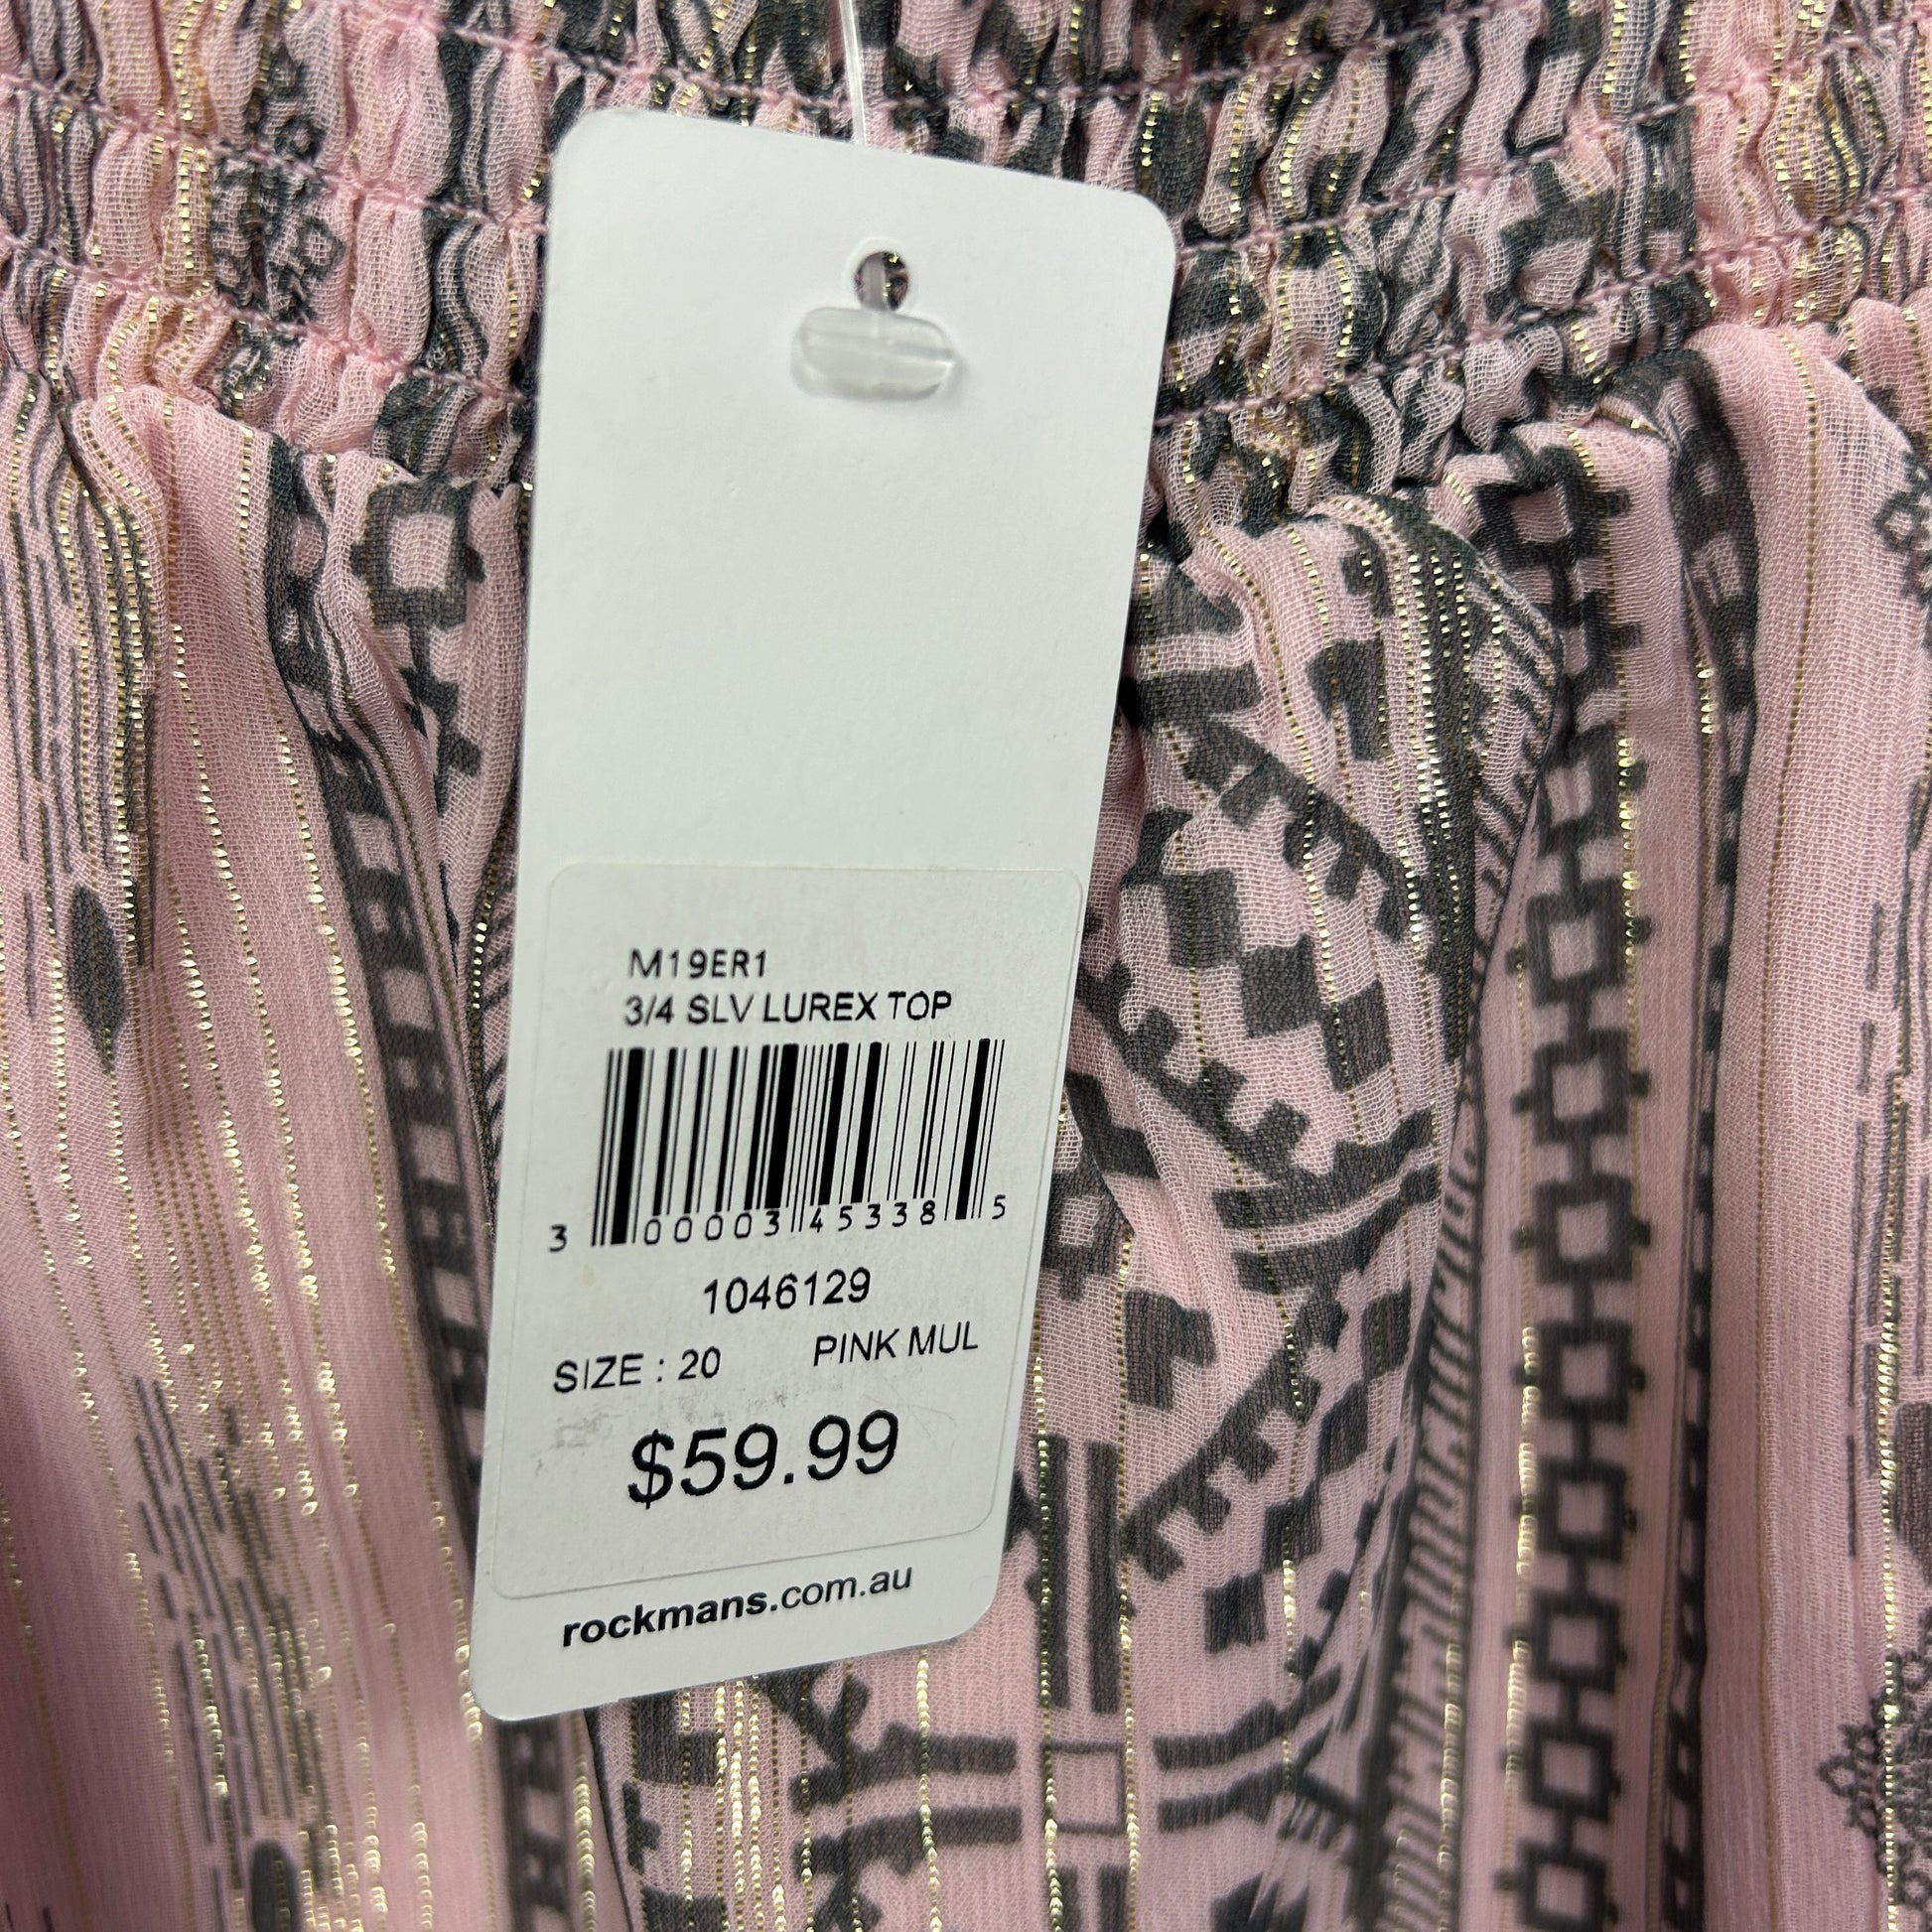 M19ER1
3/4 SLV LUREX TOP
3 00003 45338 5
1046129
SIZE : 20 PINK MUL
$59.99
rockmans.com.au